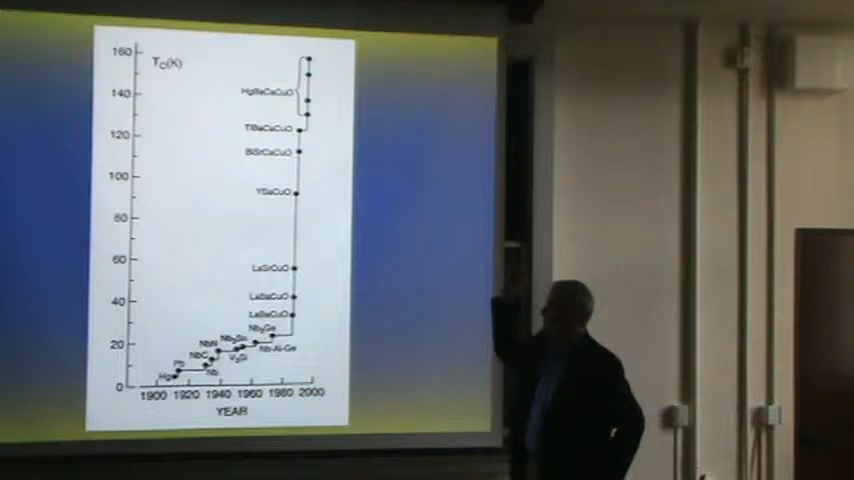 160
Tc(K)
140
HgBaCaCuO
120
TlBaCaCuO
BiSrCaCuO
100
YBaCuO
80
60
LaSrCuO
40
LaBaCuO
LaBaCuO
20
Nb3Ge
Nb3Sn
NbN
Nb-Al-Ge
NbC
V3Si
Pb
Nb
Hg
0
1900 1920 1940 1960 1980 2000
YEAR